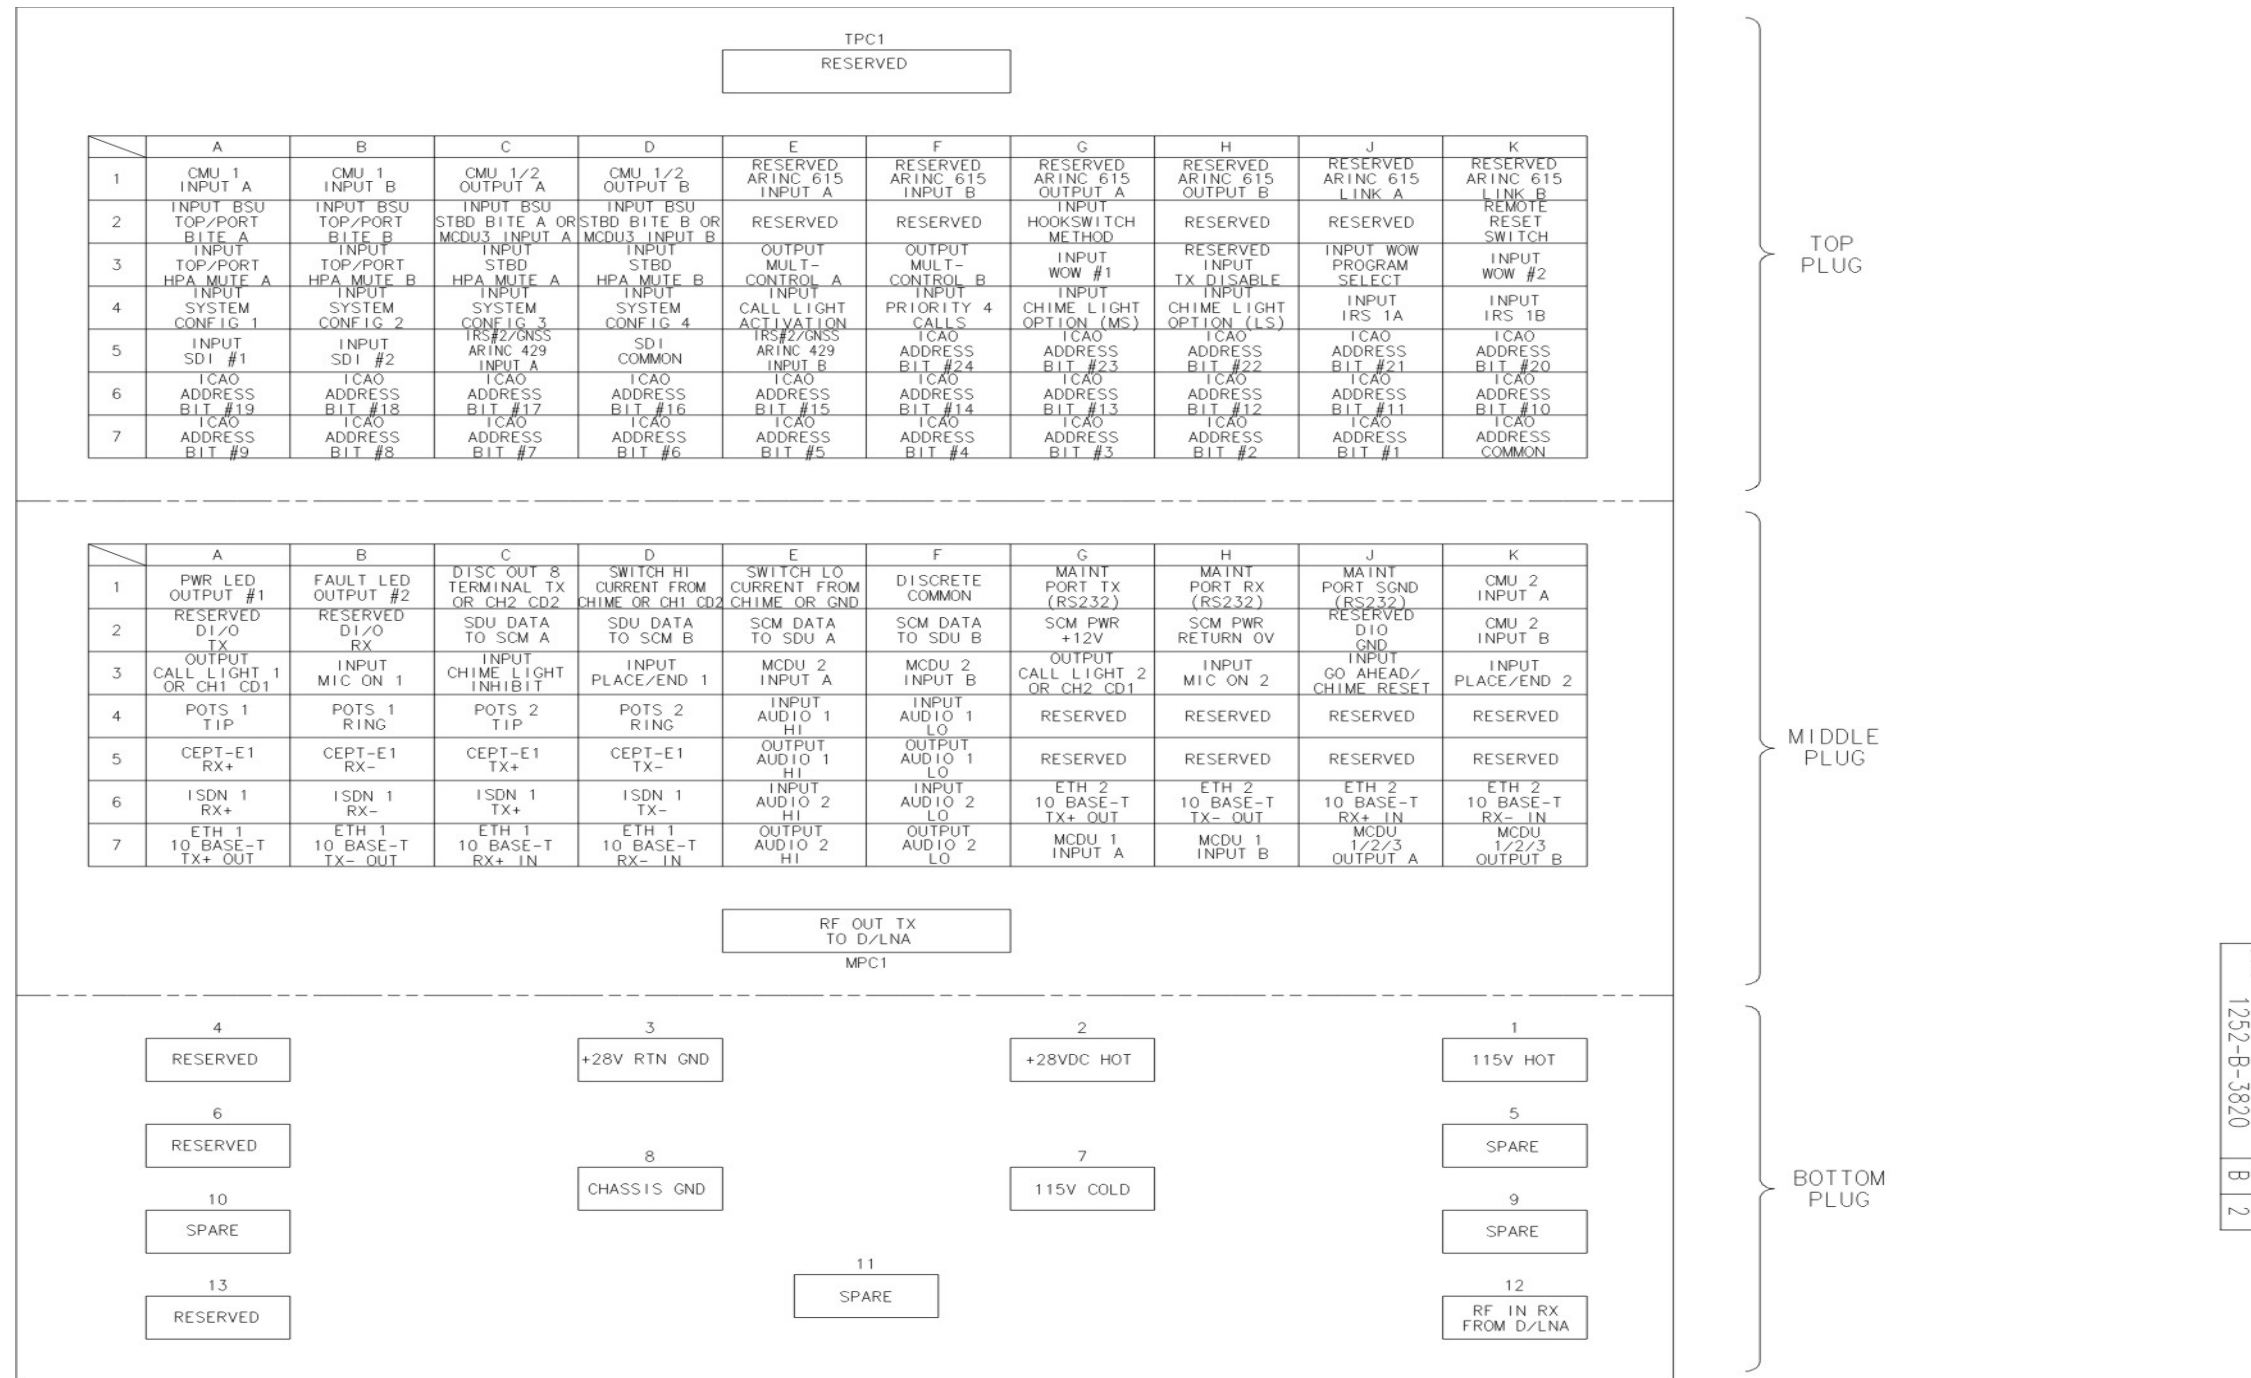 TPC1
RESERVED
A B C D E F G H J K
1
CMU 1
INPUT A
CMU 1
INPUT B
CMU 1/2
OUTPUT A
CMU 1/2
OUTPUT B
RESERVED
ARINC 615
INPUT A
RESERVED
ARINC 615
INPUT B
RESERVED
ARINC 615
OUTPUT A
RESERVED
ARINC 615
OUTPUT B
RESERVED
ARINC 615
LINK A
RESERVED
ARINC 615
LINK B
2
INPUT BSU
TOP/PORT
BITE A
INPUT BSU
TOP/PORT
BITE B
INPUT BSU
STBD BITE A OR
MCDU3 INPUT A
INPUT BSU
STBD BITE B OR
MCDU3 INPUT B
RESERVED
RESERVED
INPUT
HOOKSWITCH
METHOD
RESERVED
RESERVED
REMOTE
RESET
SWITCH
3
INPUT
TOP/PORT
HPA MUTE A
INPUT
TOP/PORT
HPA MUTE B
INPUT
STBD
HPA MUTE A
INPUT
STBD
HPA MUTE B
OUTPUT
MULT-
CONTROL A
OUTPUT
MULT-
CONTROL B
INPUT
WOW #1
RESERVED
INPUT
TX DISABLE
INPUT WOW
PROGRAM
SELECT
INPUT
WOW #2
4
INPUT
SYSTEM
CONFIG 1
INPUT
SYSTEM
CONFIG 2
INPUT
SYSTEM
CONFIG 3
INPUT
SYSTEM
CONFIG 4
INPUT
CALL LIGHT
ACTIVATION
INPUT
PRIORITY 4
CALLS
INPUT
CHIME LIGHT
OPTION (MS)
INPUT
CHIME LIGHT
OPTION (LS)
INPUT
IRS 1A
INPUT
IRS 1B
5
INPUT
SDI #1
INPUT
SDI #2
IRS#2/GNSS
ARINC 429
INPUT A
SDI
COMMON
IRS#2/GNSS
ARINC 429
INPUT B
ICAO
ADDRESS
BIT #24
ICAO
ADDRESS
BIT #23
ICAO
ADDRESS
BIT #22
ICAO
ADDRESS
BIT #21
ICAO
ADDRESS
BIT #20
6
ICAO
ADDRESS
BIT #19
ICAO
ADDRESS
BIT #18
ICAO
ADDRESS
BIT #17
ICAO
ADDRESS
BIT #16
ICAO
ADDRESS
BIT #15
ICAO
ADDRESS
BIT #14
ICAO
ADDRESS
BIT #13
ICAO
ADDRESS
BIT #12
ICAO
ADDRESS
BIT #11
ICAO
ADDRESS
BIT #10
7
ICAO
ADDRESS
BIT #9
ICAO
ADDRESS
BIT #8
ICAO
ADDRESS
BIT #7
ICAO
ADDRESS
BIT #6
ICAO
ADDRESS
BIT #5
ICAO
ADDRESS
BIT #4
ICAO
ADDRESS
BIT #3
ICAO
ADDRESS
BIT #2
ICAO
ADDRESS
BIT #1
ICAO
ADDRESS
COMMON
TOP
PLUG
A B C D E F G H J K
1
PWR LED
OUTPUT #1
FAULT LED
OUTPUT #2
DISC OUT 8
TERMINAL TX
OR CH2 CD2
SWITCH HI
CURRENT FROM
CHIME OR CH1 CD2
SWITCH LO
CURRENT FROM
CHIME OR GND
DISCRETE
COMMON
MAINT
PORT TX
(RS232)
MAINT
PORT RX
(RS232)
MAINT
PORT SGND
(RS232)
CMU 2
INPUT A
2
RESERVED
DI/O
TX
RESERVED
DI/O
RX
SDU DATA
TO SCM A
SDU DATA
TO SCM B
SCM DATA
TO SDU A
SCM DATA
TO SDU B
SCM PWR
+12V
SCM PWR
RETURN 0V
RESERVED
DIO
GND
CMU 2
INPUT B
3
OUTPUT
CALL LIGHT 1
OR CH1 CD1
INPUT
MIC ON 1
INPUT
CHIME LIGHT
INHIBIT
INPUT
PLACE/END 1
MCDU 2
INPUT A
MCDU 2
INPUT B
OUTPUT
CALL LIGHT 2
OR CH2 CD1
INPUT
MIC ON 2
INPUT
GO AHEAD/
CHIME RESET
INPUT
PLACE/END 2
4
POTS 1
TIP
POTS 1
RING
POTS 2
TIP
POTS 2
RING
INPUT
AUDIO 1
HI
INPUT
AUDIO 1
LO
RESERVED
RESERVED
RESERVED
RESERVED
5
CEPT-E1
RX+
CEPT-E1
RX-
CEPT-E1
TX+
CEPT-E1
TX-
OUTPUT
AUDIO 1
HI
OUTPUT
AUDIO 1
LO
RESERVED
RESERVED
RESERVED
RESERVED
6
ISDN 1
RX+
ISDN 1
RX-
ISDN 1
TX+
ISDN 1
TX-
INPUT
AUDIO 2
HI
INPUT
AUDIO 2
LO
ETH 2
10 BASE-T
TX+ OUT
ETH 2
10 BASE-T
TX- OUT
ETH 2
10 BASE-T
RX+ IN
ETH 2
10 BASE-T
RX- IN
7
ETH 1
10 BASE-T
TX+ OUT
ETH 1
10 BASE-T
TX- OUT
ETH 1
10 BASE-T
RX+ IN
ETH 1
10 BASE-T
RX- IN
OUTPUT
AUDIO 2
HI
OUTPUT
AUDIO 2
LO
MCDU 1
INPUT A
MCDU 1
INPUT B
MCDU
1/2/3
OUTPUT A
MCDU
1/2/3
OUTPUT B
RF OUT TX
TO D/LNA
MPC1
MIDDLE
PLUG
4
RESERVED
3
+28V RTN GND
2
+28VDC HOT
1
115V HOT
6
RESERVED
5
SPARE
8
CHASSIS GND
7
115V COLD
10
SPARE
9
SPARE
11
SPARE
13
RESERVED
12
RF IN RX
FROM D/LNA
BOTTOM
PLUG
1252-B-3820 B 2